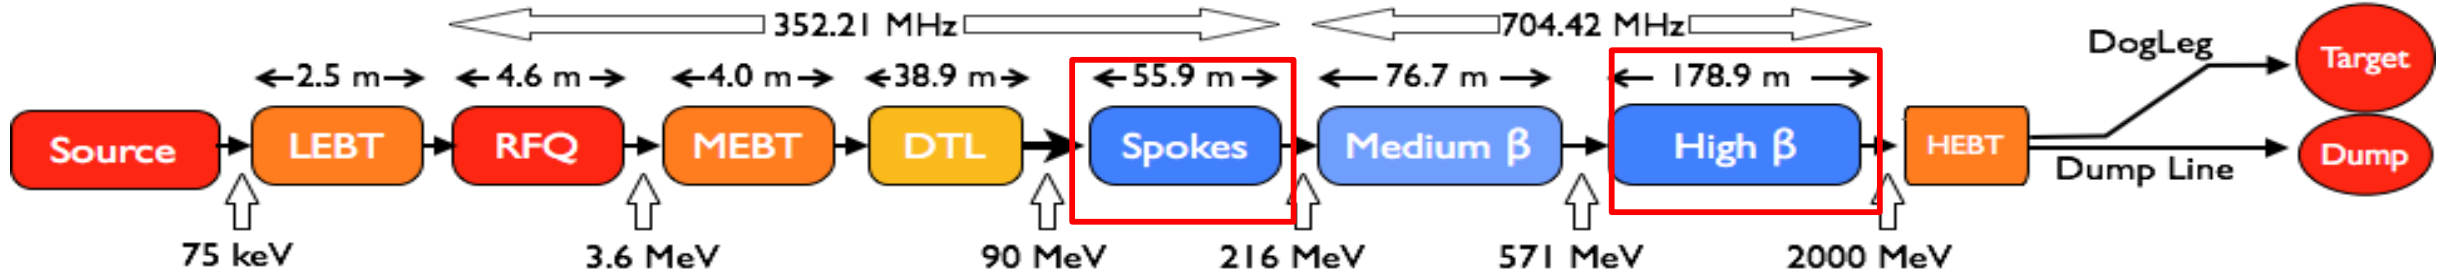 352.21 MHz 704.42 MHz
2.5 m 4.6 m 4.0 m 38.9 m 55.9 m 76.7 m 178.9 m
DogLeg
Target
Source LEBT RFQ MEBT DTL Spokes Medium β High β HEBT
Dump Line
Dump
75 keV 3.6 MeV 90 MeV 216 MeV 571 MeV 2000 MeV